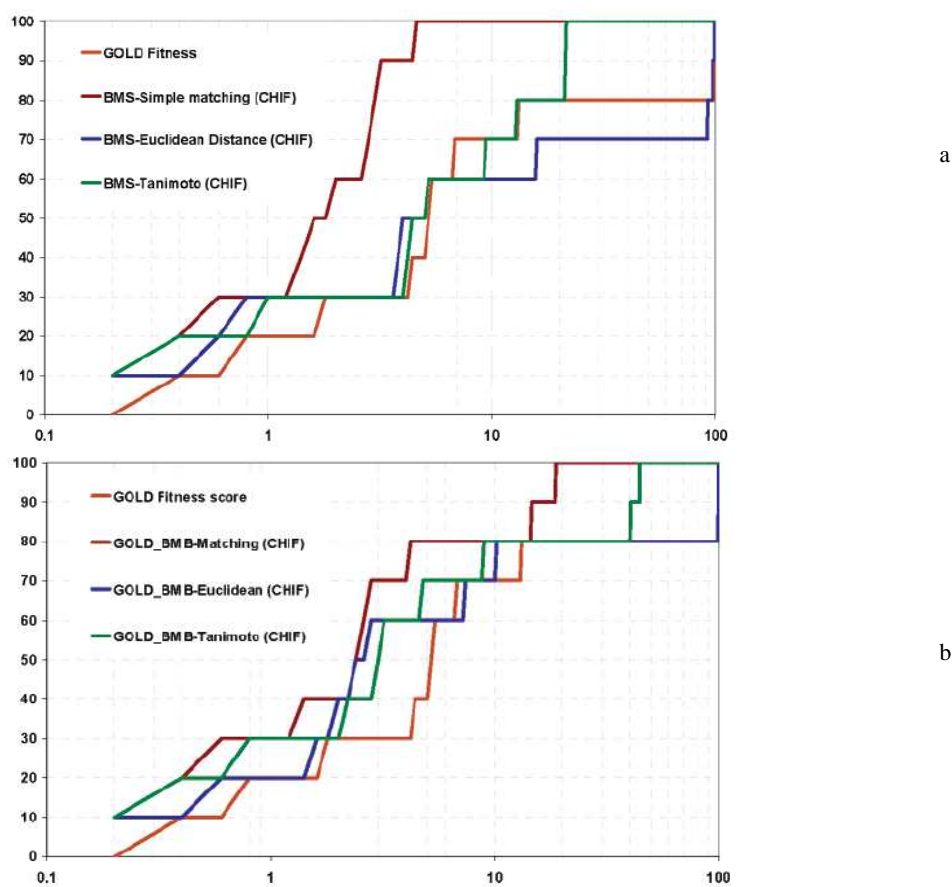 100
90
80
70
60
50
40
30
20
10
0
GOLD Fitness
BMS-Simple matching (CHIF)
BMS-Euclidean Distance (CHIF)
BMS-Tanimoto (CHIF)
0.1 1 10 100
a
100
90
80
70
60
50
40
30
20
10
0
GOLD Fitness score
GOLD_BMB-Matching (CHIF)
GOLD_BMB-Euclidean (CHIF)
GOLD_BMB-Tanimoto (CHIF)
0.1 1 10 100
b